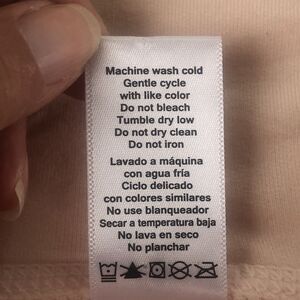 Machine wash cold
Gentle cycle
with like color
Do not bleach
Tumble dry low
Do not dry clean
Do not iron
Lavado a máquina
con agua fría
Ciclo delicado
con colores similares
No use blanqueador
Secar a temperatura baja
No lava en seco
No planchar